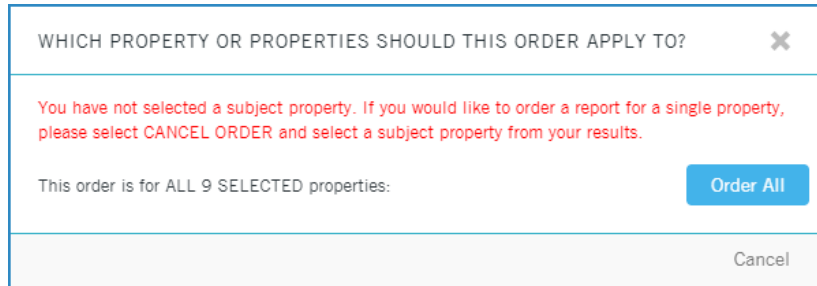 WHICH PROPERTY OR PROPERTIES SHOULD THIS ORDER APPLY TO?
You have not selected a subject property. If you would like to order a report for a single property,
please select CANCEL ORDER and select a subject property from your results.
This order is for ALL 9 SELECTED properties:
Order All
Cancel